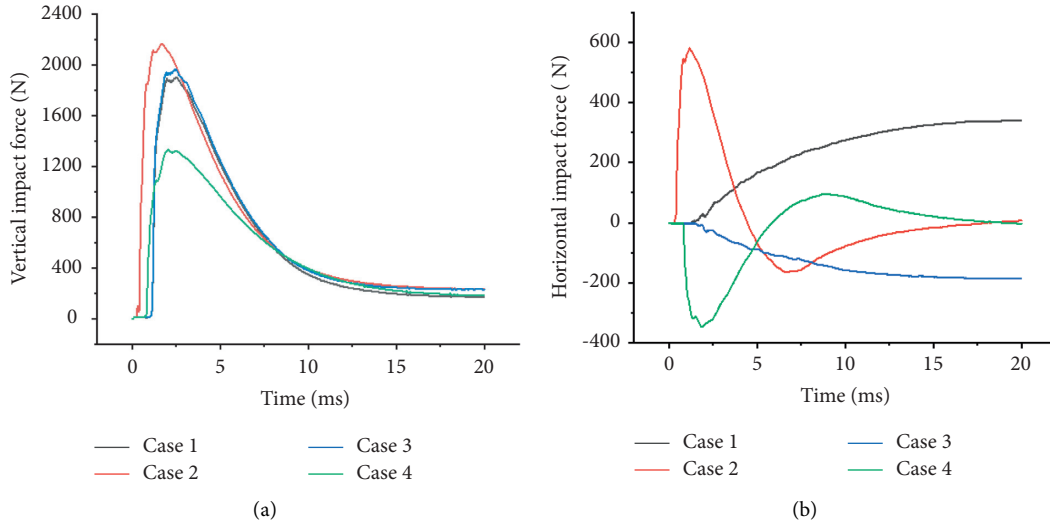 2400
2000
1600
1200
800
400
0
Vertical impact force (N)
0 5 10 15 20
Time (ms)
Case 1 Case 3
Case 2 Case 4
(a)
600
400
200
0
-200
-400
Horizontal impact force ( N)
0 5 10 15 20
Time (ms)
Case 1 Case 3
Case 2 Case 4
(b)